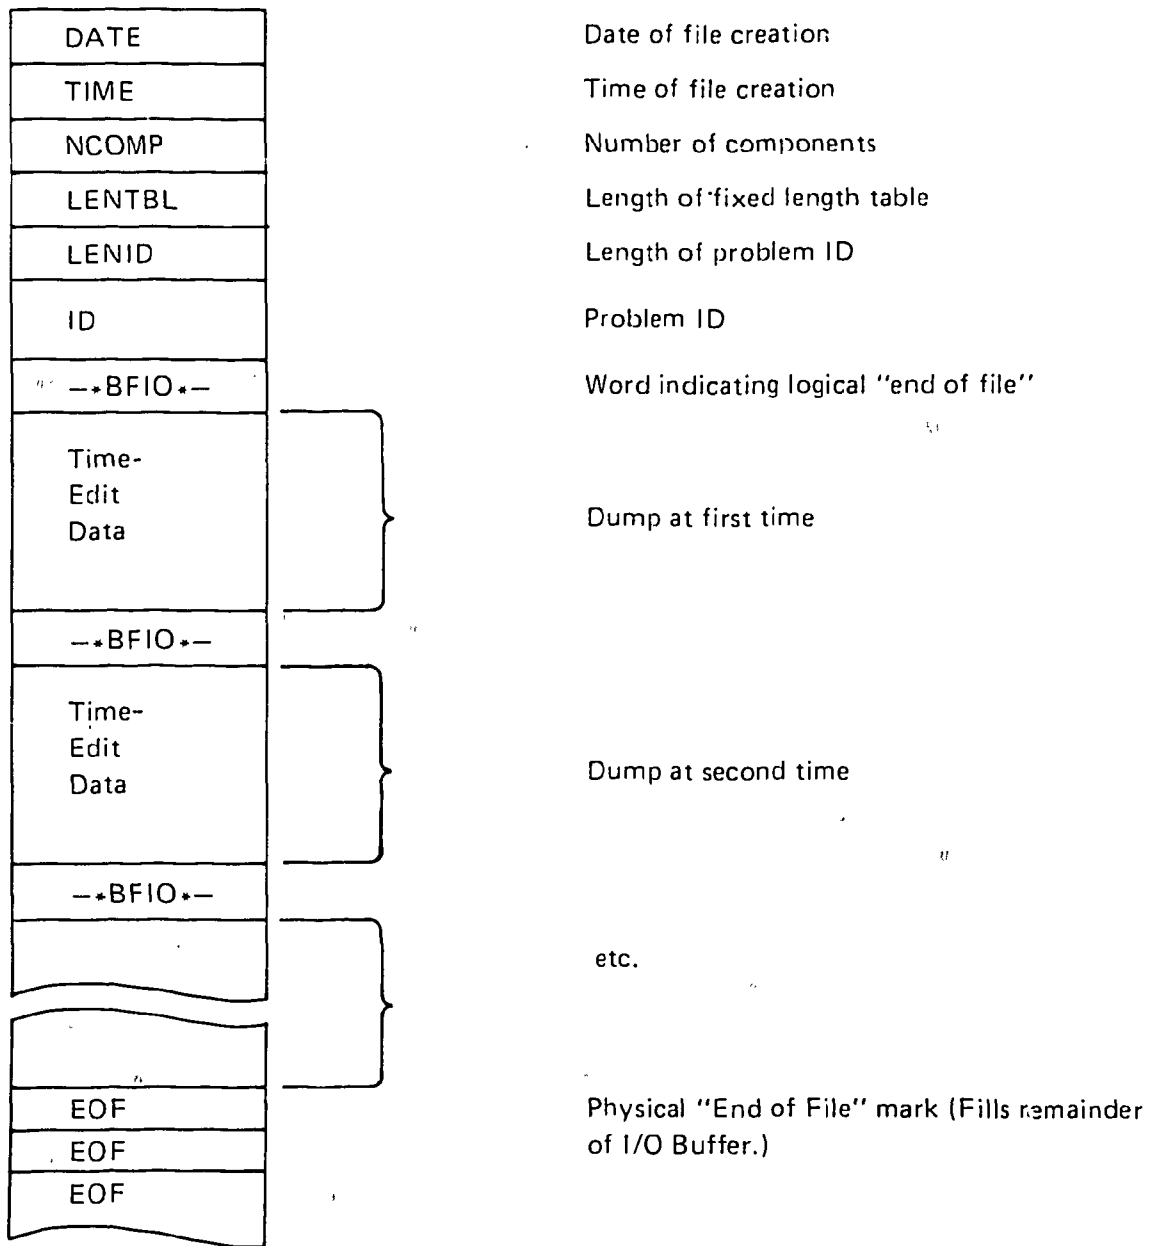 DATE Date of file creation
TIME Time of file creation
NCOMP Number of components
LENTBL Length of fixed length table
LENID Length of problem ID
ID Problem ID
—*BFIO*— Word indicating logical "end of file"
Time-
Edit
Data
Dump at first time
—*BFIO*—
Time-
Edit
Data
Dump at second time
—*BFIO*—
etc.
EOF Physical "End of File" mark (Fills remainder
EOF of I/O Buffer.)
EOF